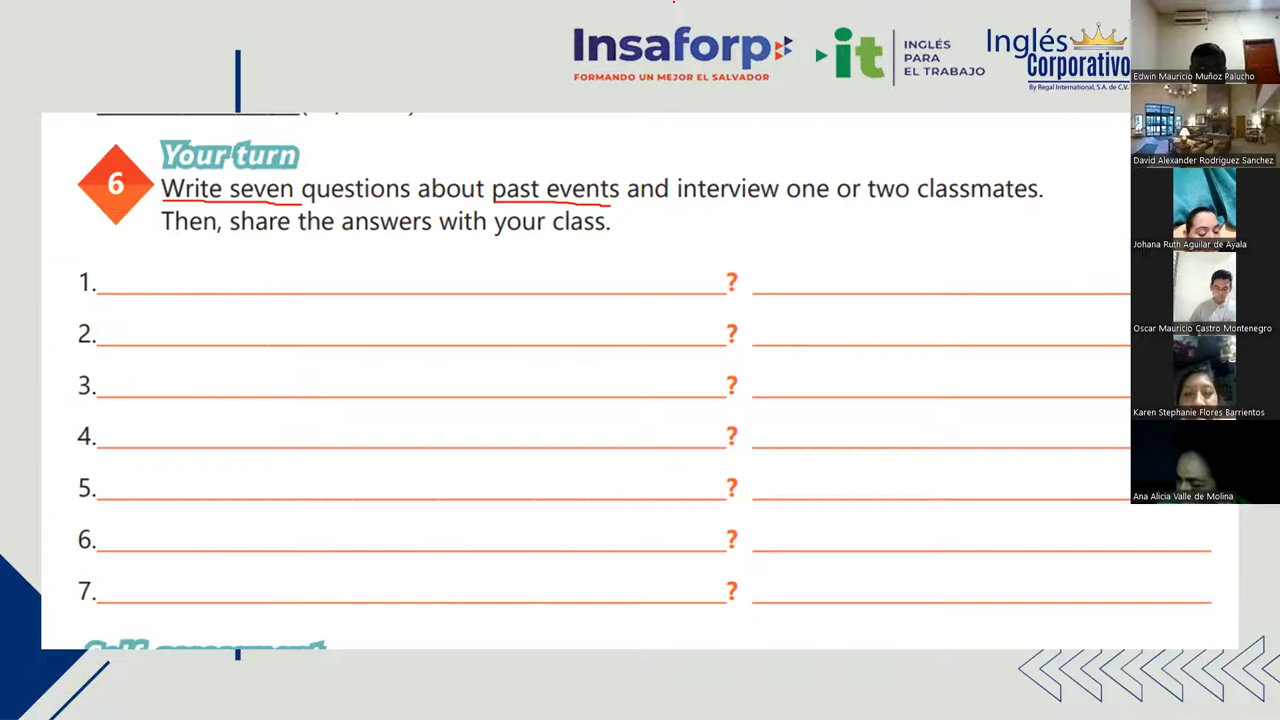 Insaforp
FORMANDO UN MEJOR EL SALVADOR
it
INGLÉS
PARA
EL TRABAJO
Inglés
Corporativo
By Regal International, S.A. de C.V.
Your turn
6
Write seven questions about past events and interview one or two classmates.
Then, share the answers with your class.
1. ?
2. ?
3. ?
4. ?
5. ?
6. ?
7. ?
Self-assessment
Edwin Mauricio Muñoz Palucho
David Alexander Rodriguez Sanchez
Johana Ruth Aguilar de Ayala
Oscar Mauricio Castro Montenegro
Karen Stephanie Flores Barrientos
Ana Alicia Valle de Molina